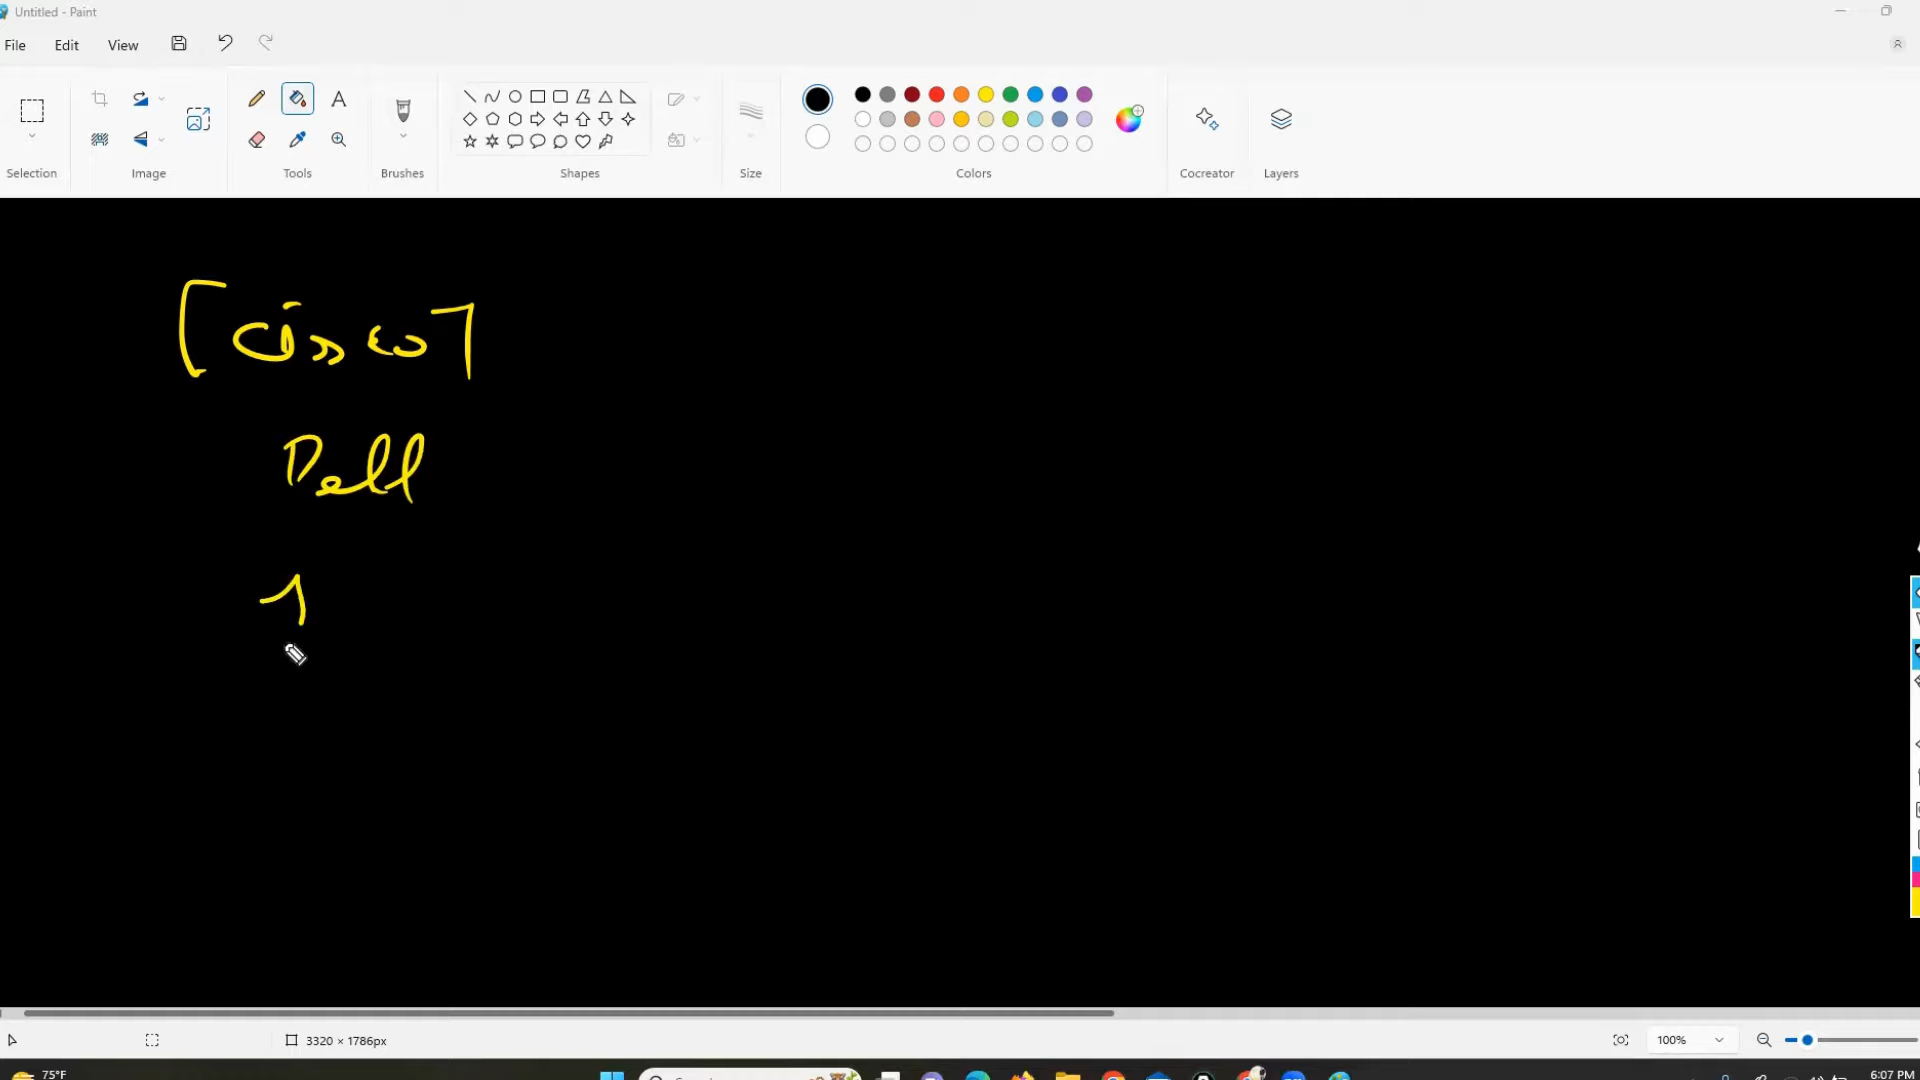 Untitled - Paint
File Edit View
Selection Image Tools Brushes Shapes Size Colors Cocreator Layers
[cisco]
Dell
1
3320 × 1786px
100%
75°F
6:07 PM